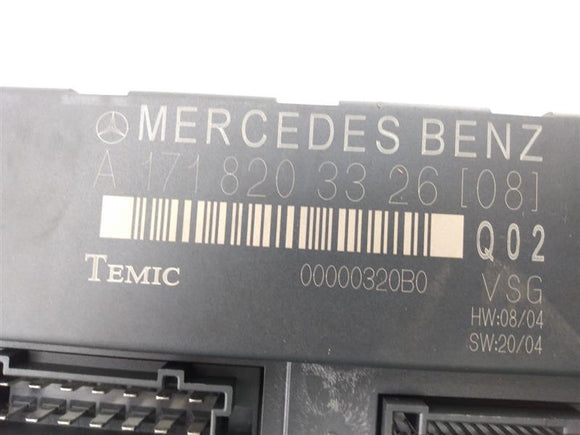 MERCEDES BENZ
A 171 820 33 26 [08]
Q02
TEMIC 00000320B0 VSG
HW:08/04
SW:20/04